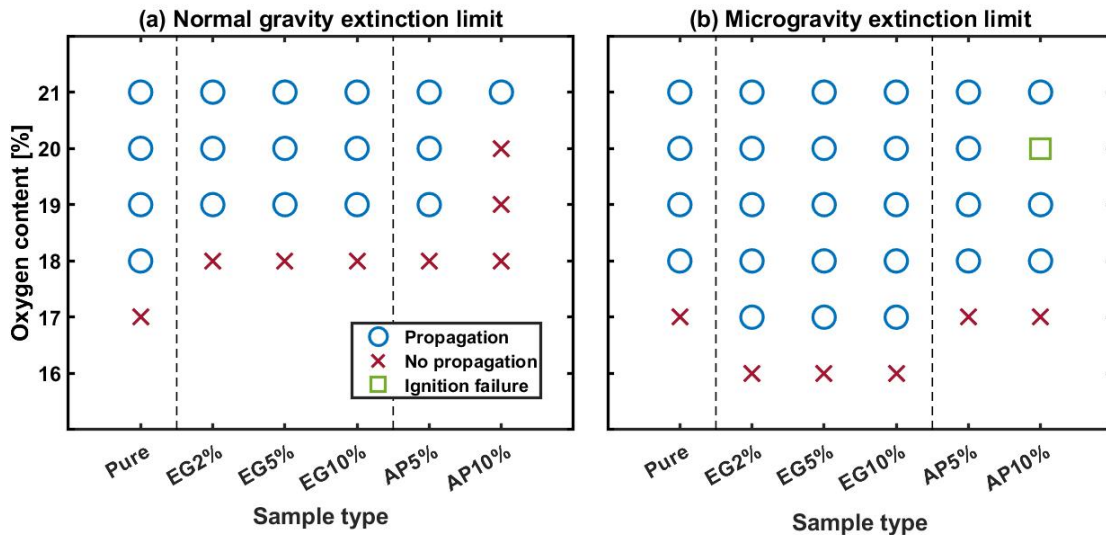 (a) Normal gravity extinction limit
Oxygen content [%]
21
20
19
18
17
16
Propagation
No propagation
Ignition failure
Pure
EG2%
EG5%
EG10%
AP5%
AP10%
Sample type
(b) Microgravity extinction limit
Pure
EG2%
EG5%
EG10%
AP5%
AP10%
Sample type